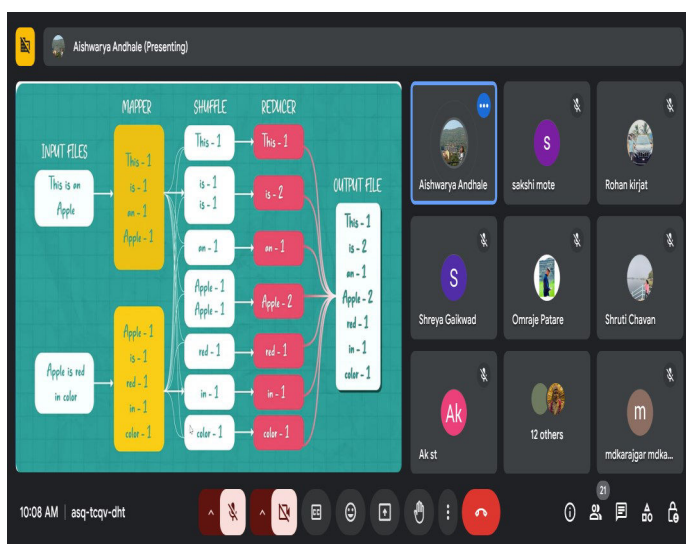 Aishwarya Andhale (Presenting)
MAPPER
SHUFFLE
REDUCER
INPUT FILES
OUTPUT FILE
This is an
Apple
This - 1
is - 1
an - 1
Apple - 1
This - 1
is - 1
is - 1
an - 1
Apple - 1
Apple - 1
red - 1
in - 1
color - 1
This - 1
is - 2
an - 1
Apple - 2
red - 1
in - 1
color - 1
This - 1
is - 2
an - 1
Apple - 2
red - 1
in - 1
color - 1
Apple is red
in color
Apple - 1
is - 1
red - 1
in - 1
color - 1
Aishwarya Andhale
S
sakshi mote
Rohan kirjat
S
Shreya Gaikwad
Omraje Patare
Shruti Chavan
Ak
Ak st
12 others
m
mdkarajgar mdka...
10:08 AM | asq-tcqv-dht
CC
21